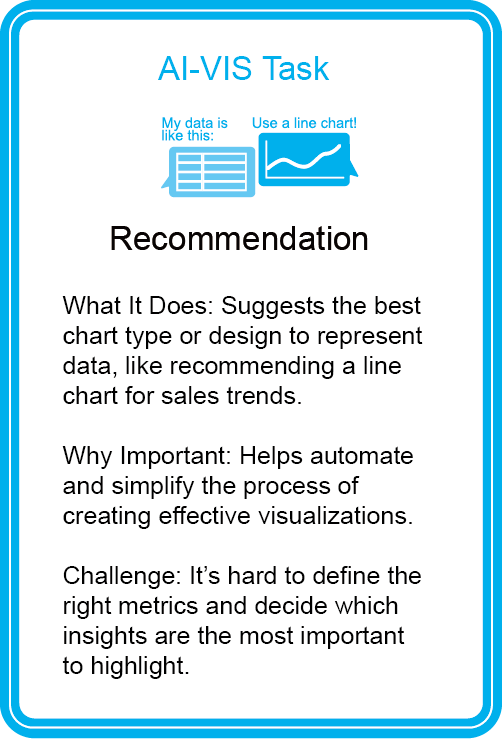 AI-VIS Task
My data is
like this:
Use a line chart!
Recommendation
What It Does: Suggests the best
chart type or design to represent
data, like recommending a line
chart for sales trends.
Why Important: Helps automate
and simplify the process of
creating effective visualizations.
Challenge: It’s hard to define the
right metrics and decide which
insights are the most important
to highlight.